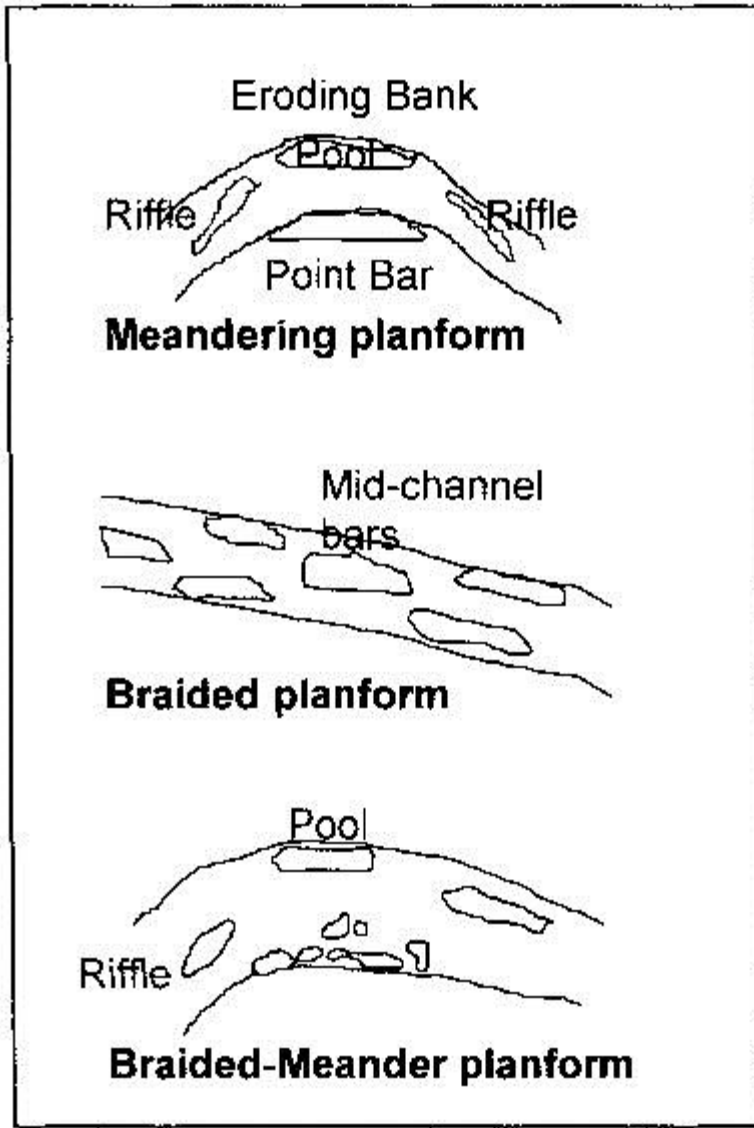 Eroding Bank
Pool
Riffle Riffle
Point Bar
Meandering planform
Mid-channel
bars
Braided planform
Pool
Riffle
Braided-Meander planform